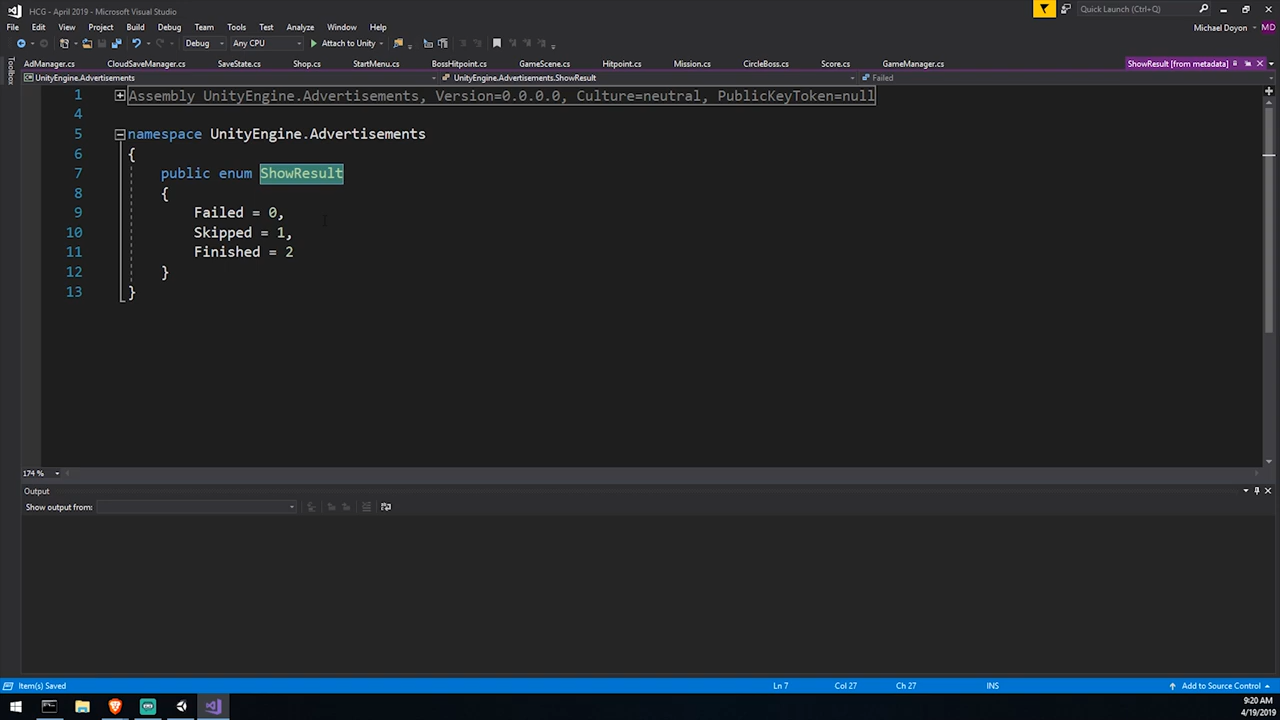 HCG - April 2019 - Microsoft Visual Studio
Quick Launch (Ctrl+Q)
File Edit View Project Build Debug Team Tools Test Analyze Window Help
Michael Doyon MD
Debug Any CPU Attach to Unity
AdManager.cs CloudSaveManager.cs SaveState.cs Shop.cs StartMenu.cs BossHitpoint.cs GameScene.cs Hitpoint.cs Mission.cs CircleBoss.cs Score.cs GameManager.cs ShowResult [from metadata]
Toolbox
UnityEngine.Advertisements UnityEngine.Advertisements.ShowResult Failed
1 Assembly UnityEngine.Advertisements, Version=0.0.0.0, Culture=neutral, PublicKeyToken=null
4
5 namespace UnityEngine.Advertisements
6 {
7 public enum ShowResult
8 {
9 Failed = 0,
10 Skipped = 1,
11 Finished = 2
12 }
13 }
174 %
Output
Show output from:
Item(s) Saved Ln 7 Col 27 Ch 27 INS Add to Source Control
9:20 AM
4/19/2019